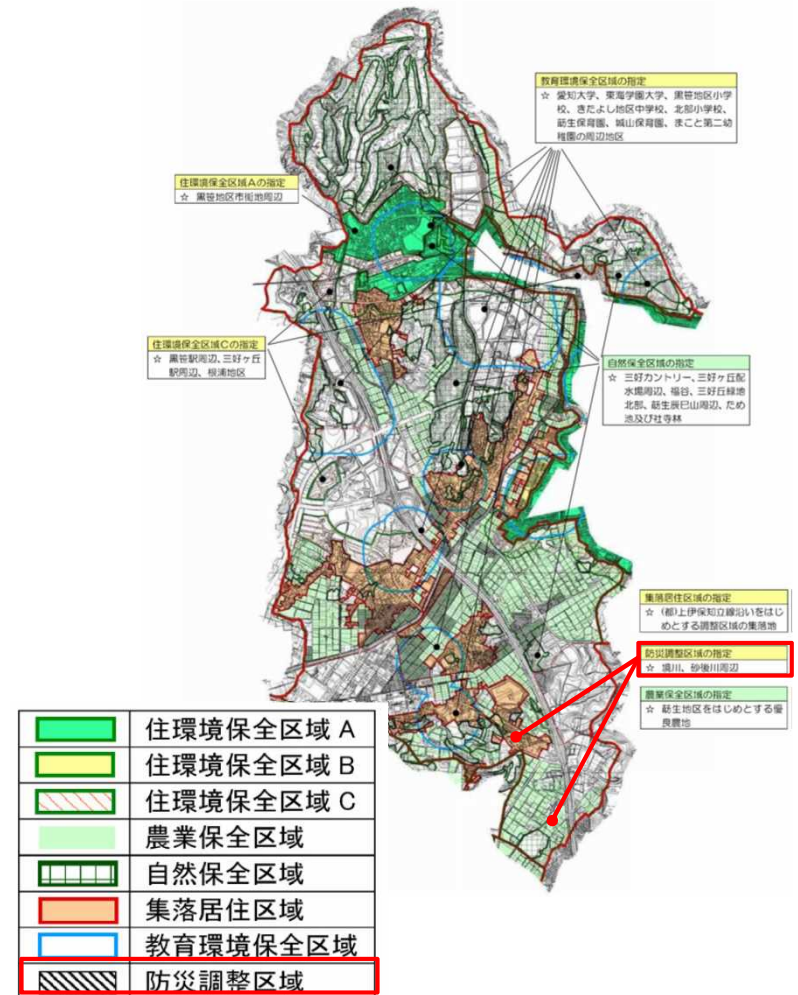 教育環境保全区域の指定
☆ 愛知大学、東海学園大学、黒笹地区小学
校、きたよし地区中学校、北部小学校、
莇生保育園、城山保育園、まこと第二幼
稚園の周辺地区
住環境保全区域Aの指定
☆ 黒笹地区市街地周辺
住環境保全区域Cの指定
☆ 黒笹駅周辺、三好ヶ丘
駅周辺、根浦地区
自然保全区域の指定
☆ 三好カントリー、三好ヶ丘配
水場周辺、福谷、三好丘緑地
北部、莇生辰巳山周辺、ため
池及び社寺林
集落居住区域の指定
☆ (都)上伊保知立線沿いをはじ
めとする調整区域の集落地
防災調整区域の指定
☆ 境川、砂後川周辺
農業保全区域の指定
☆ 莇生地区をはじめとする優
良農地
住環境保全区域 A
住環境保全区域 B
住環境保全区域 C
農業保全区域
自然保全区域
集落居住区域
教育環境保全区域
防災調整区域